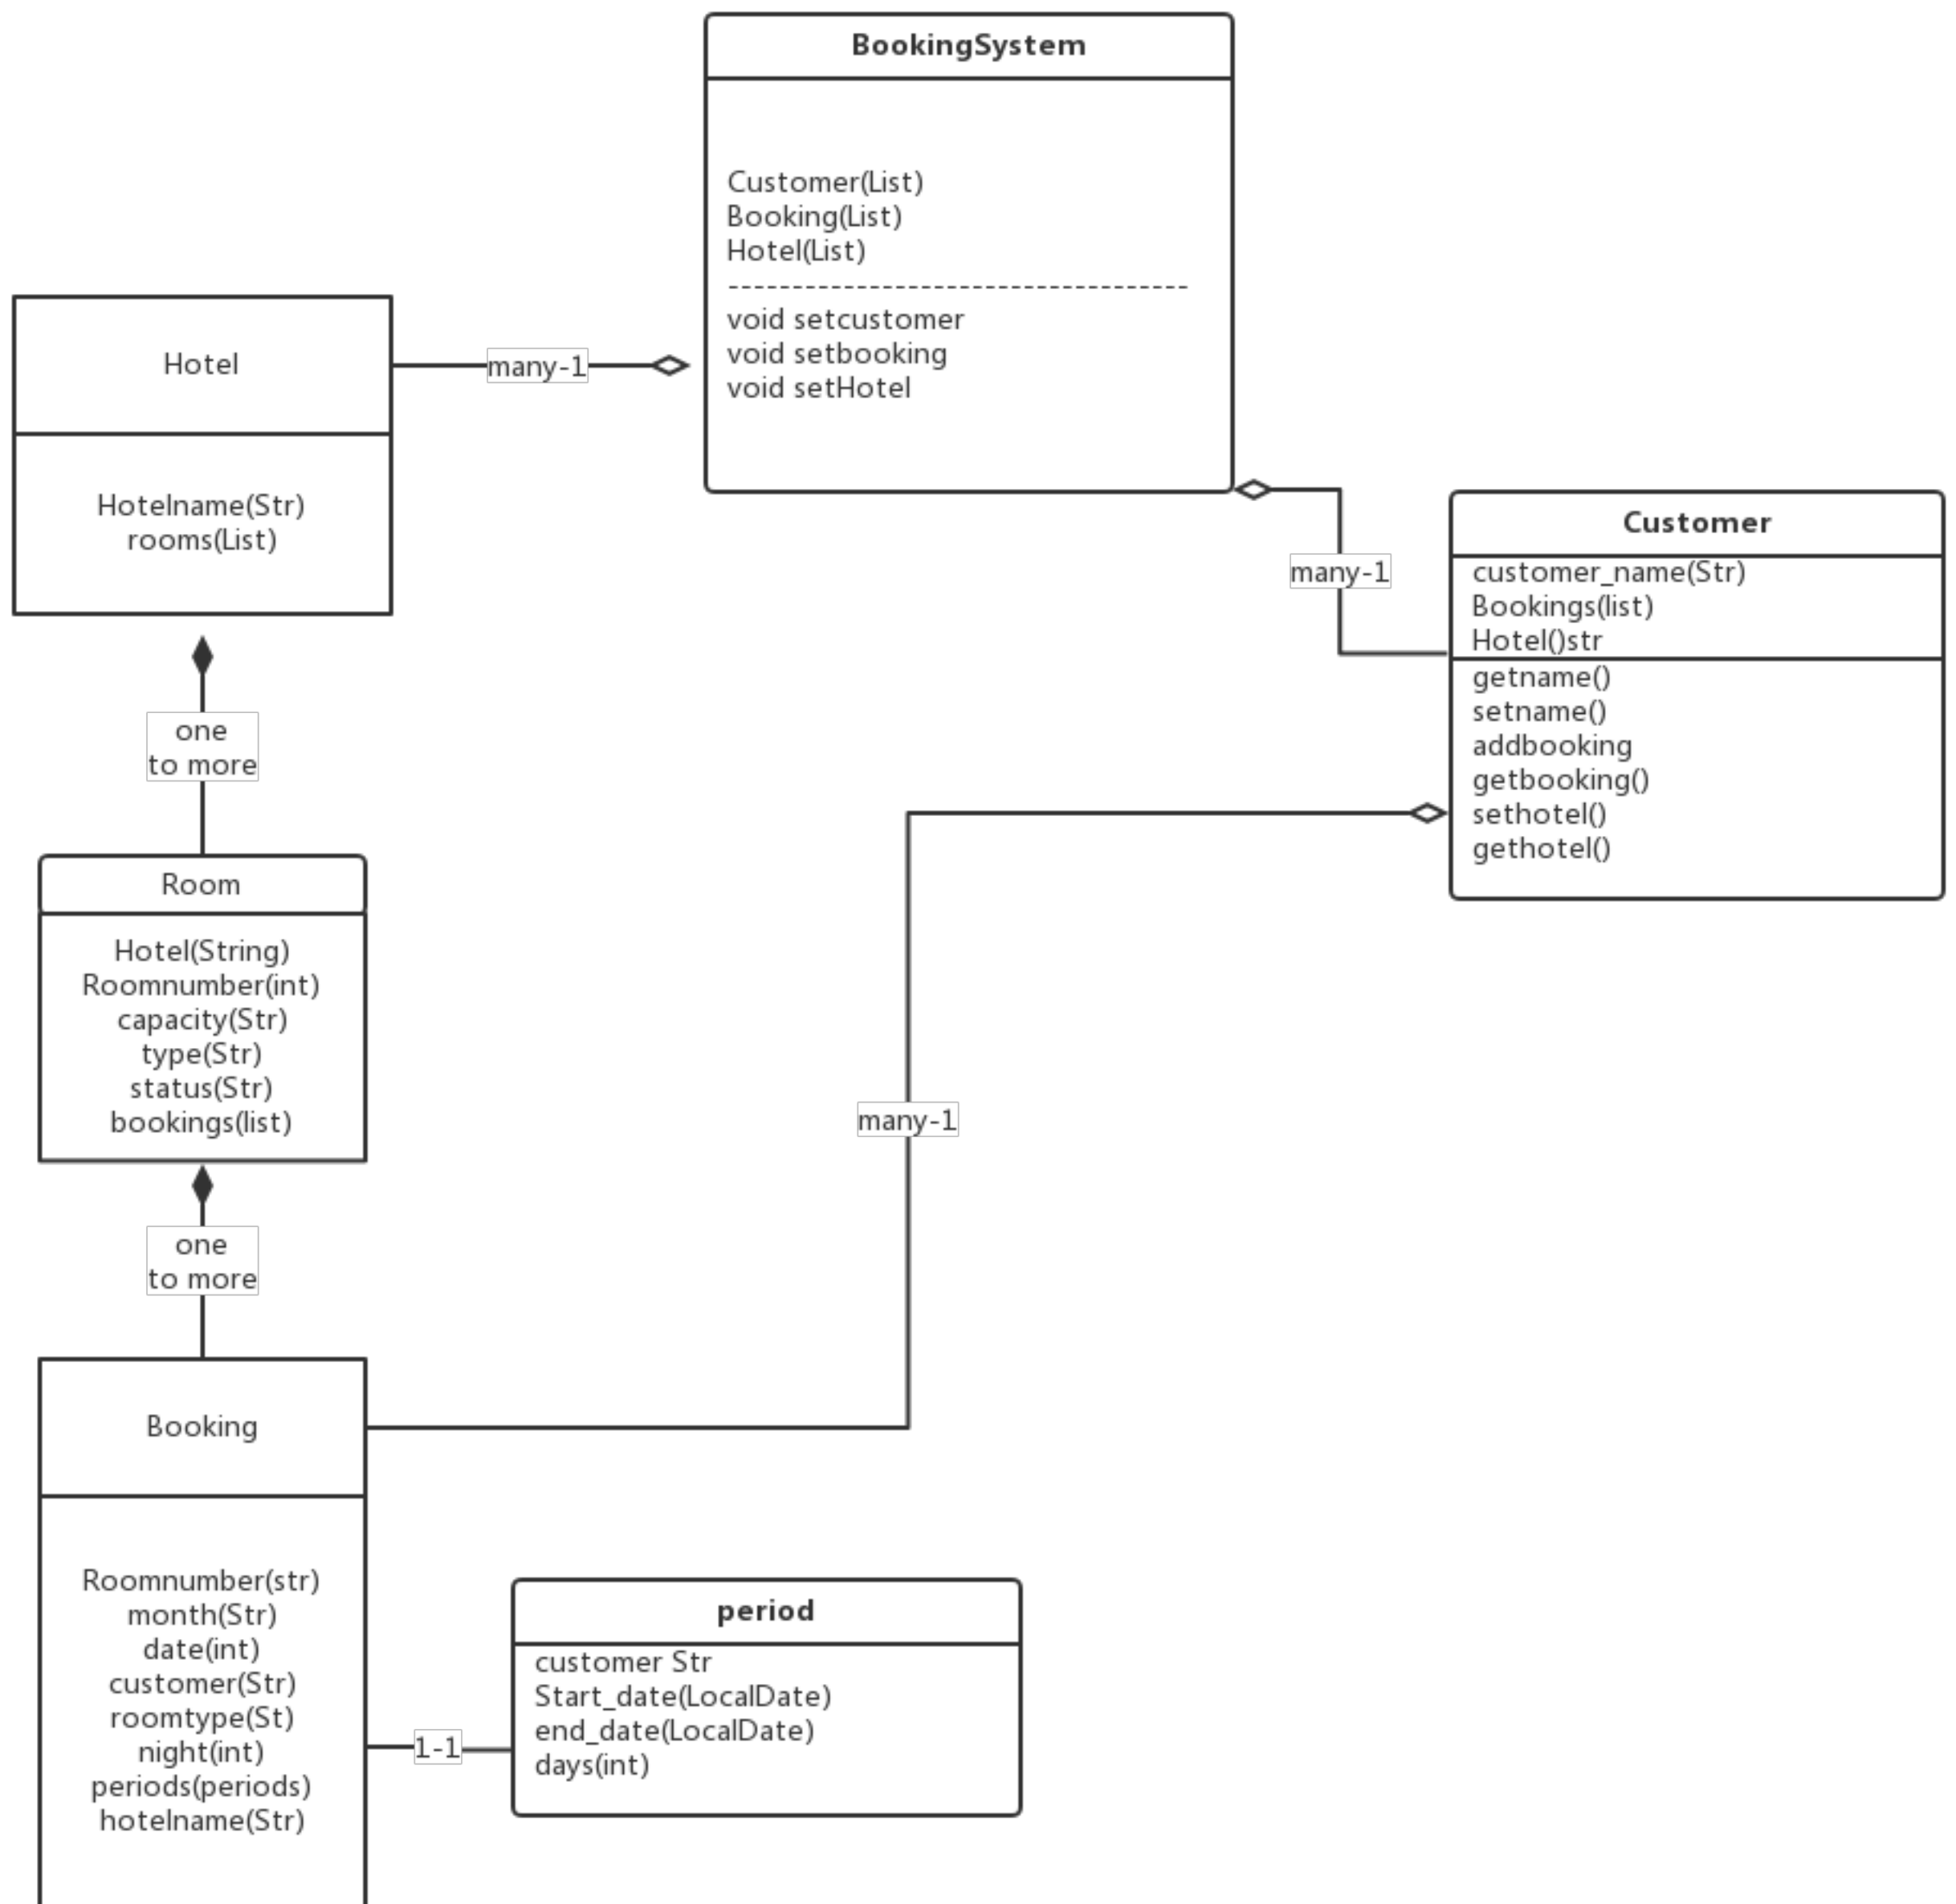 BookingSystem
Customer(List)
Booking(List)
Hotel(List)
------------------------------------
void setcustomer
void setbooking
void setHotel
Hotel
many-1
Hotelname(Str)
rooms(List)
many-1
Customer
customer_name(Str)
Bookings(list)
Hotel()str
getname()
setname()
addbooking
getbooking()
sethotel()
gethotel()
one
to more
Room
Hotel(String)
Roomnumber(int)
capacity(Str)
type(Str)
status(Str)
bookings(list)
many-1
one
to more
Booking
Roomnumber(str)
month(Str)
date(int)
customer(Str)
roomtype(St)
night(int)
periods(periods)
hotelname(Str)
1-1
period
customer Str
Start_date(LocalDate)
end_date(LocalDate)
days(int)